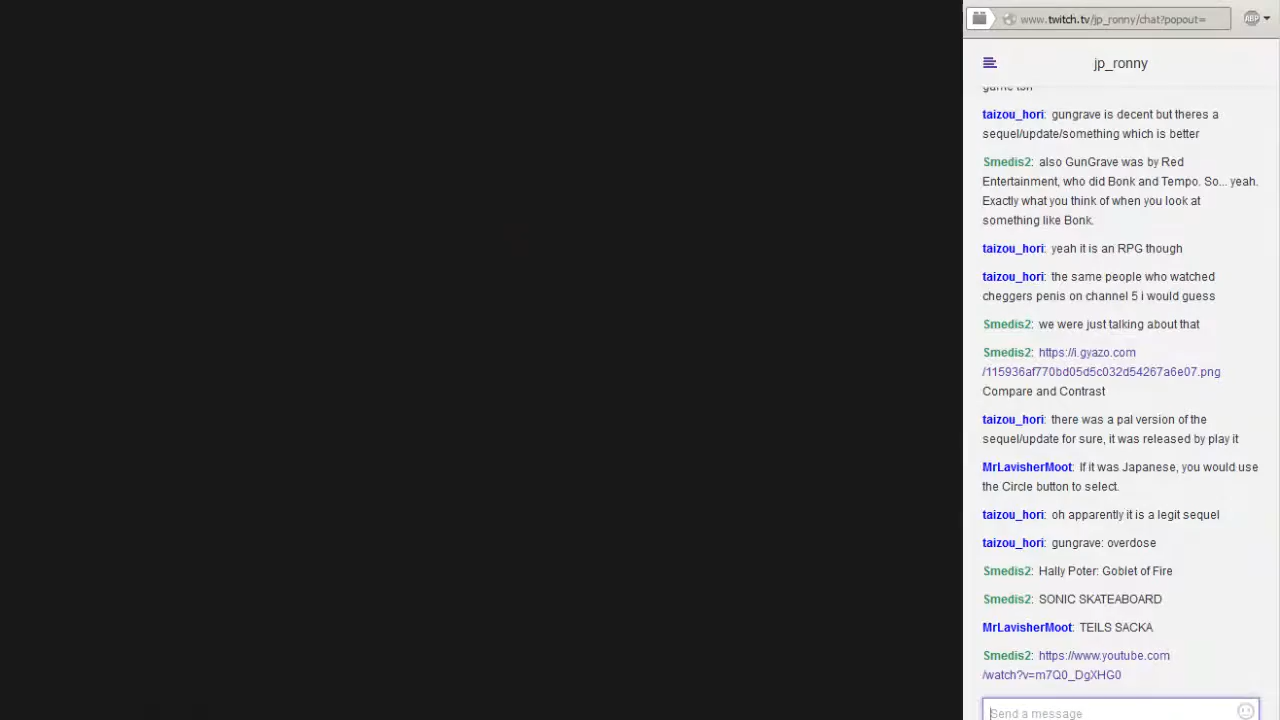 www.twitch.tv/jp_ronny/chat?popout=
ABP
jp_ronny
taizou_hori: gungrave is decent but theres a
sequel/update/something which is better
Smedis2: also GunGrave was by Red
Entertainment, who did Bonk and Tempo. So... yeah.
Exactly what you think of when you look at
something like Bonk.
taizou_hori: yeah it is an RPG though
taizou_hori: the same people who watched
cheggers penis on channel 5 i would guess
Smedis2: we were just talking about that
Smedis2: https://i.gyazo.com
/115936af770bd05d5c032d54267a6e07.png
Compare and Contrast
taizou_hori: there was a pal version of the
sequel/update for sure, it was released by play it
MrLavisherMoot: If it was Japanese, you would use
the Circle button to select.
taizou_hori: oh apparently it is a legit sequel
taizou_hori: gungrave: overdose
Smedis2: Hally Poter: Goblet of Fire
Smedis2: SONIC SKATEABOARD
MrLavisherMoot: TEILS SACKA
Smedis2: https://www.youtube.com
/watch?v=m7Q0_DgXHG0
Send a message